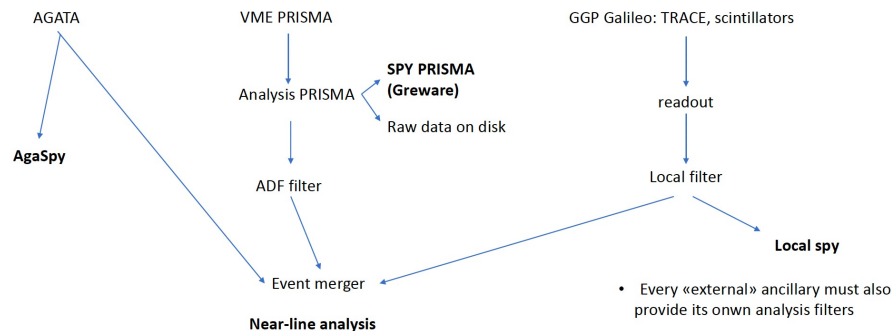 AGATA
VME PRISMA
GGP Galileo: TRACE, scintillators
SPY PRISMA
(Greware)
Analysis PRISMA
readout
Raw data on disk
AgaSpy
ADF filter
Local filter
Local spy
Event merger
• Every «external» ancillary must also
provide its onwn analysis filters
Near-line analysis